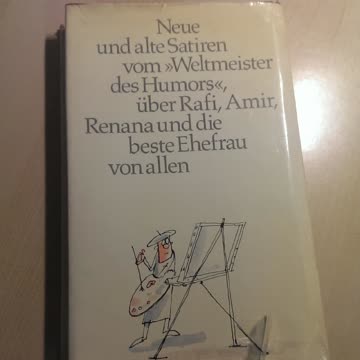 Neue
und alte Satiren
vom »Weltmeister
des Humors«,
über Rafi, Amir,
Renana und die
beste Ehefrau
von allen